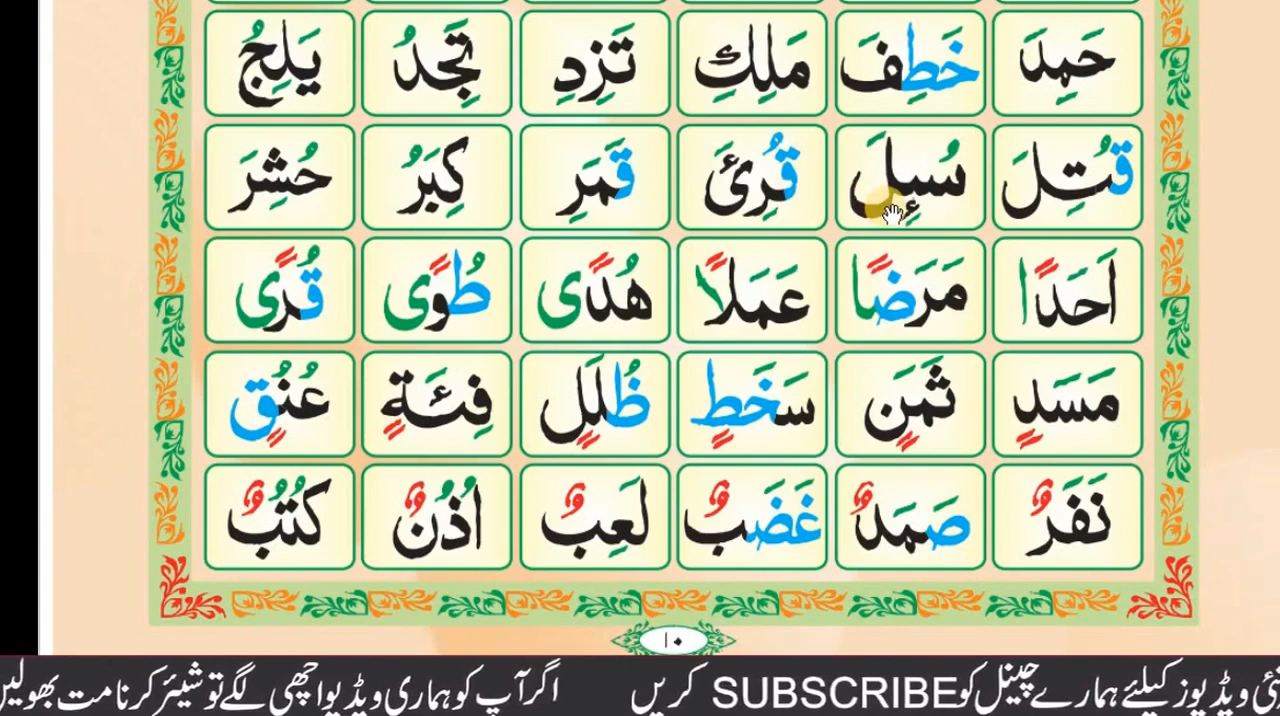 حَمِدَ خَطِفَ مَلِكِ تَزِدِ تَجِدُ يَلِجُ
قُتِلَ سُئِلَ قُرِئَ قَمَرِ كِبَرُ حُشِرَ
اَحَدًا مَرَضًا عَمَلًا هُدًى طُوًى قُرًى
مَسَدٍ ثَمَنٍ سَخَطٍ ظُلَلٍ فِئَةٍ عُنُقٍ
نَفَرٌ صَمَدٌ غَضَبٌ لَعِبٌ اُذُنٌ كُتُبٌ
١٠
نئی ویڈیوز کیلئے ہمارے چینل کو SUBSCRIBE کریں اگر آپ کو ہماری ویڈیو اچھی لگے تو شیئر کرنا مت بھولیں